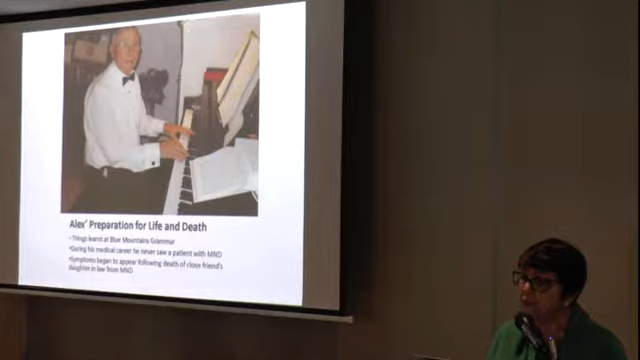 Alex' Preparation for Life and Death
• Things learnt at Blue Mountains Grammar
•During his medical career he never saw a patient with MND
•Symptoms began to appear following death of close friend's
daughter in law from MND